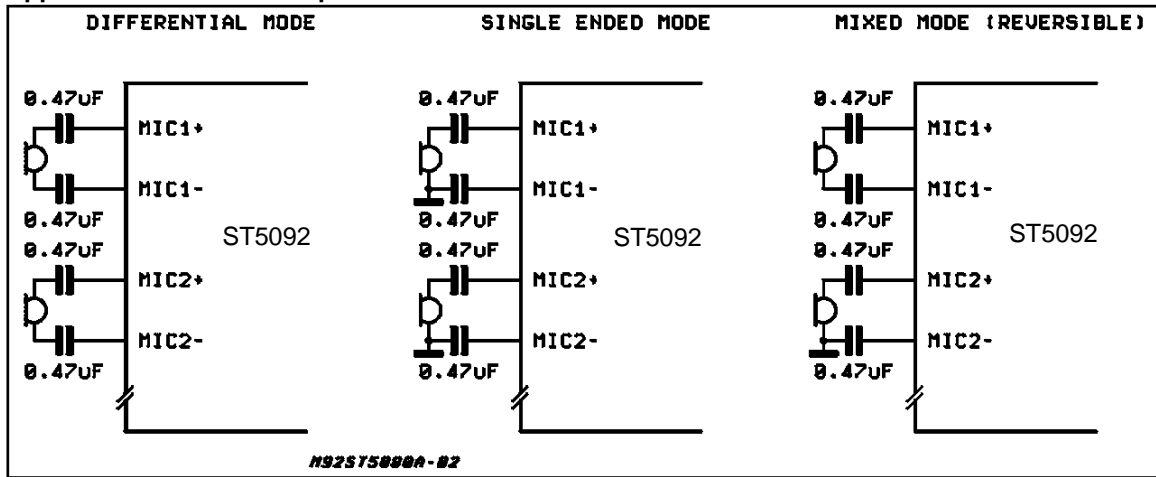 DIFFERENTIAL MODE
0.47uF
MIC1+
MIC1-
0.47uF
ST5092
0.47uF
MIC2+
MIC2-
0.47uF
SINGLE ENDED MODE
0.47uF
MIC1+
MIC1-
0.47uF
ST5092
0.47uF
MIC2+
MIC2-
0.47uF
MIXED MODE (REVERSIBLE)
0.47uF
MIC1+
MIC1-
0.47uF
ST5092
0.47uF
MIC2+
MIC2-
0.47uF
M92ST5080A-02